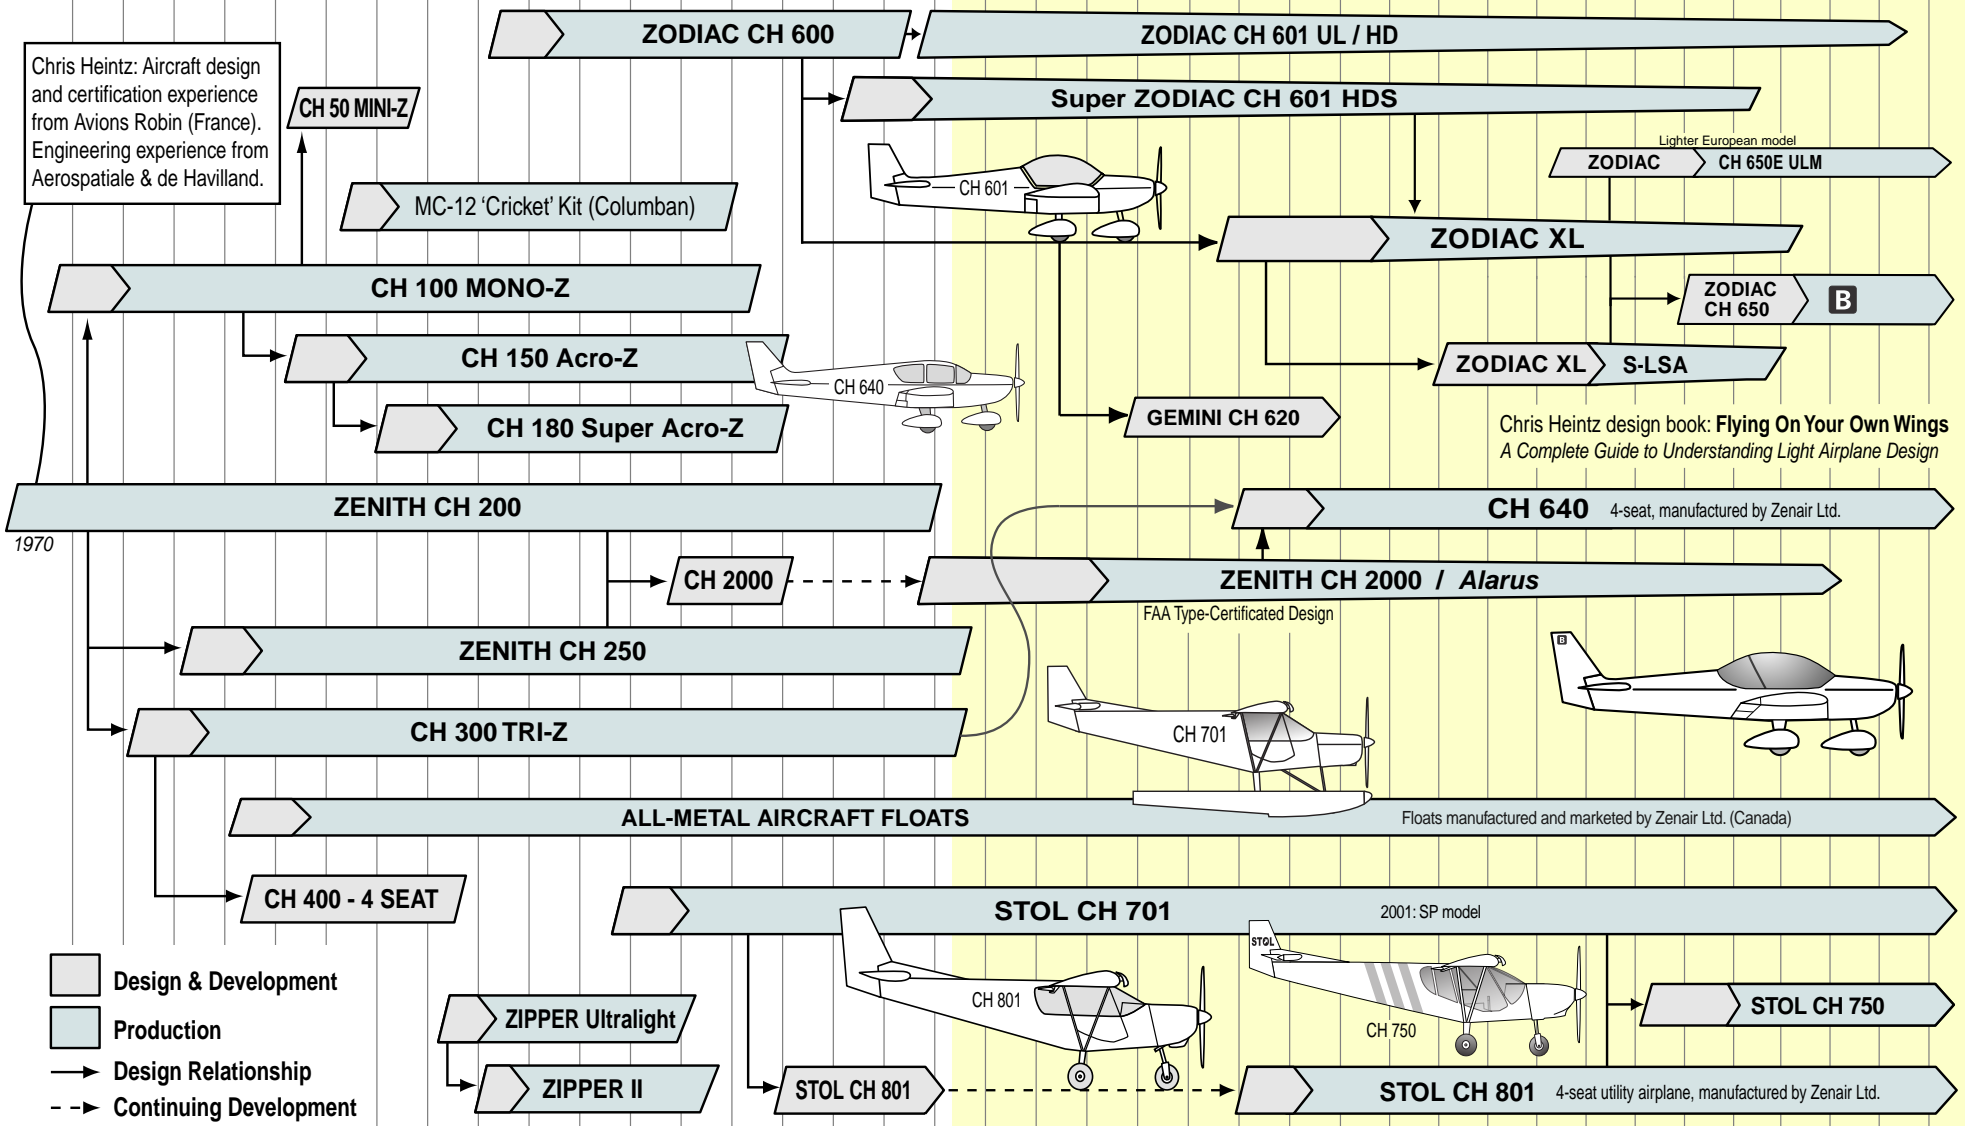 ZODIAC CH 600
ZODIAC CH 601 UL / HD
Chris Heintz: Aircraft design
and certification experience
from Avions Robin (France).
Engineering experience from
Aerospatiale & de Havilland.
CH 50 MINI-Z
Super ZODIAC CH 601 HDS
Lighter European model
ZODIAC
CH 650E ULM
CH 601
MC-12 ‘Cricket’ Kit (Columban)
ZODIAC XL
CH 100 MONO-Z
ZODIAC
CH 650
B
CH 150 Acro-Z
ZODIAC XL
S-LSA
CH 640
GEMINI CH 620
CH 180 Super Acro-Z
Chris Heintz design book: Flying On Your Own Wings
A Complete Guide to Understanding Light Airplane Design
ZENITH CH 200
1970
CH 640
4-seat, manufactured by Zenair Ltd.
CH 2000
ZENITH CH 2000 / Alarus
FAA Type-Certificated Design
ZENITH CH 250
B
CH 300 TRI-Z
CH 701
ALL-METAL AIRCRAFT FLOATS
Floats manufactured and marketed by Zenair Ltd. (Canada)
CH 400 - 4 SEAT
STOL CH 701
2001: SP model
STOL
Design & Development
Production
Design Relationship
Continuing Development
ZIPPER Ultralight
ZIPPER II
CH 801
CH 750
STOL CH 750
STOL CH 801
STOL CH 801
4-seat utility airplane, manufactured by Zenair Ltd.